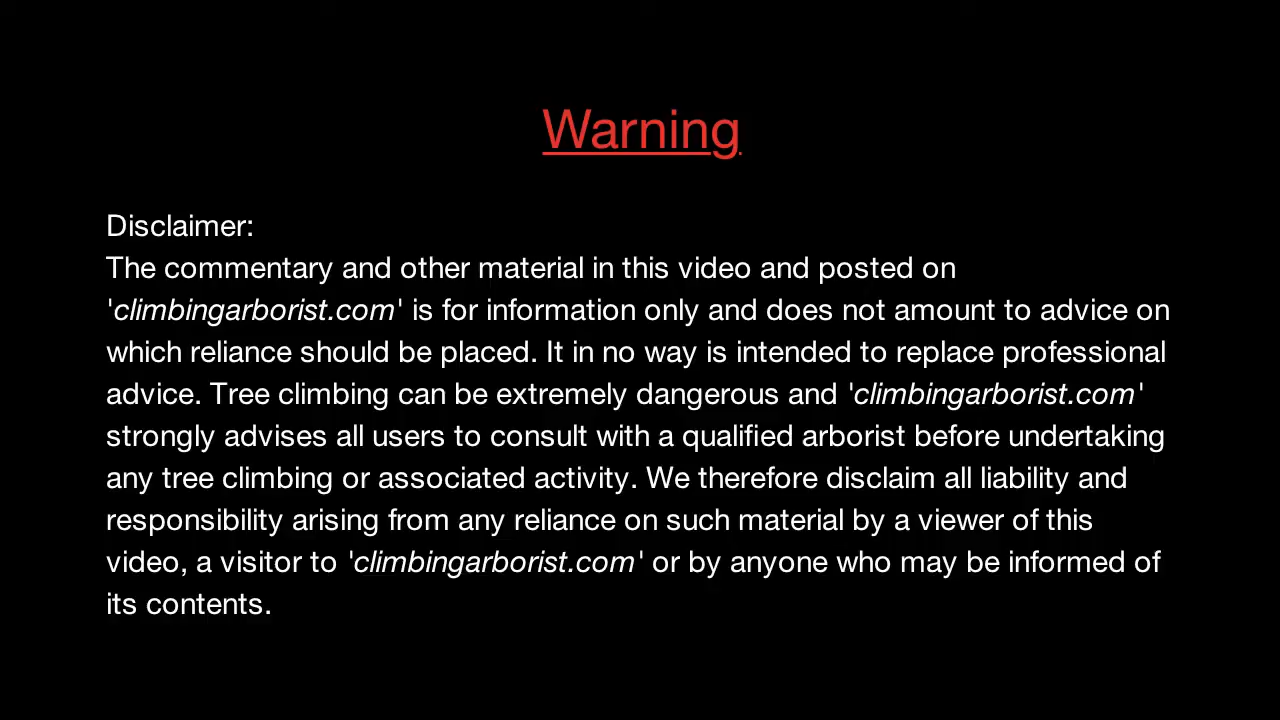 Warning
Disclaimer:
The commentary and other material in this video and posted on
'climbingarborist.com' is for information only and does not amount to advice on
which reliance should be placed. It in no way is intended to replace professional
advice. Tree climbing can be extremely dangerous and 'climbingarborist.com'
strongly advises all users to consult with a qualified arborist before undertaking
any tree climbing or associated activity. We therefore disclaim all liability and
responsibility arising from any reliance on such material by a viewer of this
video, a visitor to 'climbingarborist.com' or by anyone who may be informed of
its contents.